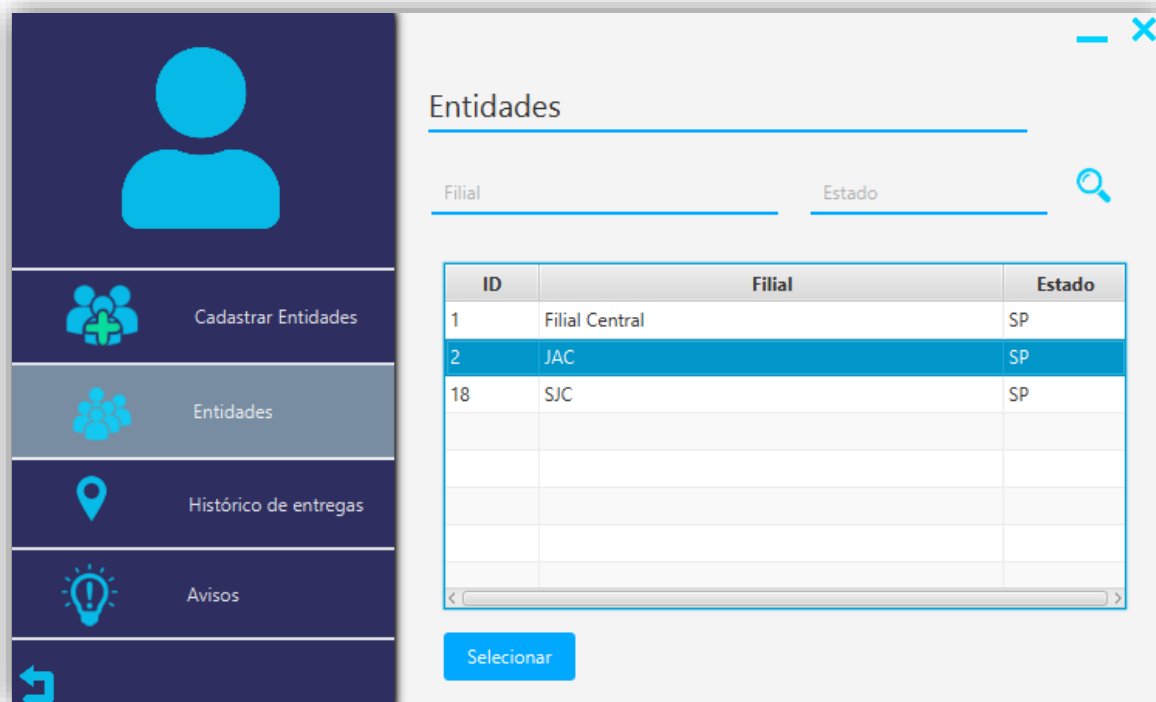 Entidades
Filial Estado
ID Filial Estado
1 Filial Central SP
2 JAC SP
18 SJC SP
Selecionar
Cadastrar Entidades
Entidades
Histórico de entregas
Avisos